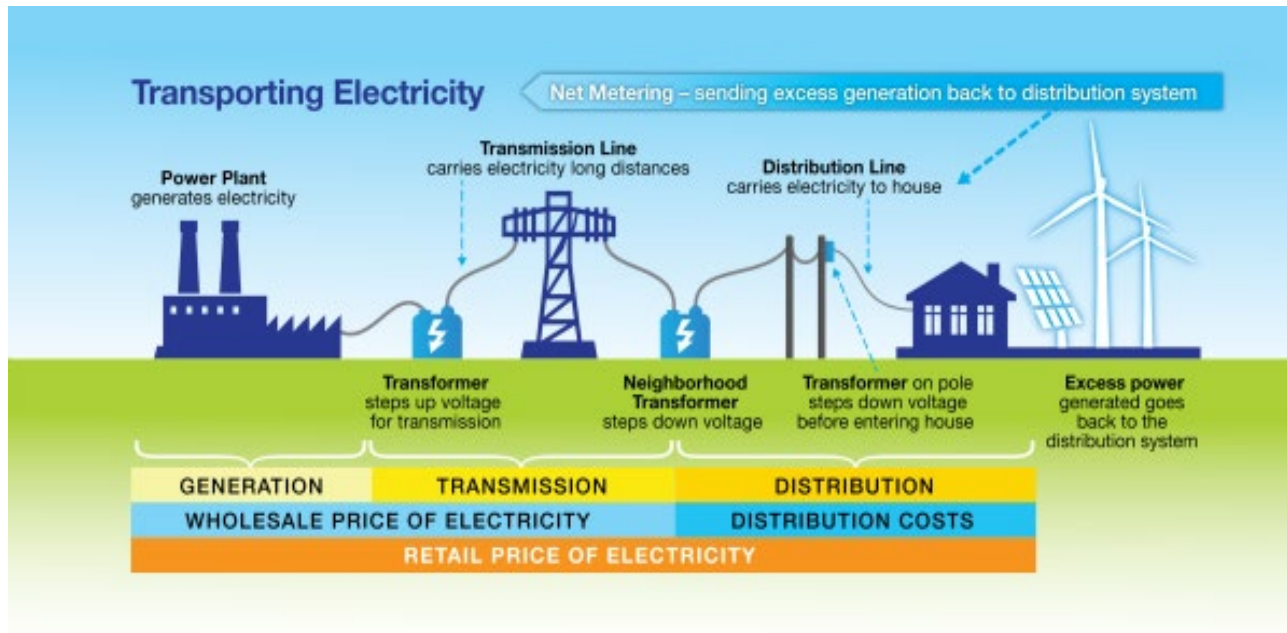 Transporting Electricity
Net Metering – sending excess generation back to distribution system
Power Plant
generates electricity
Transmission Line
carries electricity long distances
Distribution Line
carries electricity to house
Transformer
steps up voltage
for transmission
Neighborhood
Transformer
steps down voltage
Transformer on pole
steps down voltage
before entering house
Excess power
generated goes
back to the
distribution system
GENERATION
TRANSMISSION
DISTRIBUTION
WHOLESALE PRICE OF ELECTRICITY
DISTRIBUTION COSTS
RETAIL PRICE OF ELECTRICITY